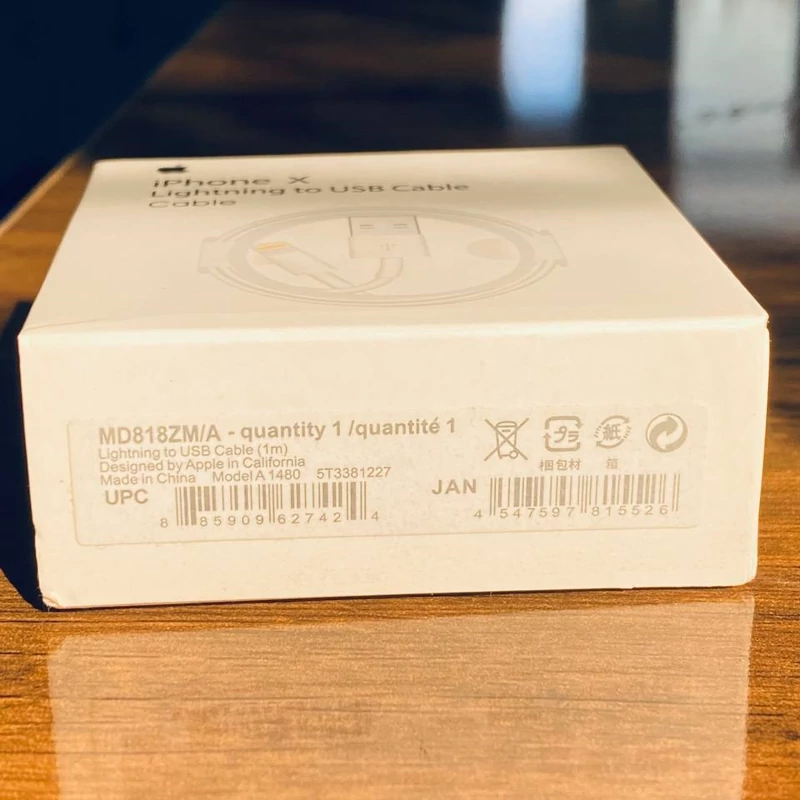 iPhone X
Lightning to USB Cable
Cable
MD818ZM/A - quantity 1 /quantité 1
Lightning to USB Cable (1m)
Designed by Apple in California
Made in China Model A 1480 5T3381227
プラ
紙
梱包材 箱
UPC
8 85909 62742 4
JAN
4 547597 815526